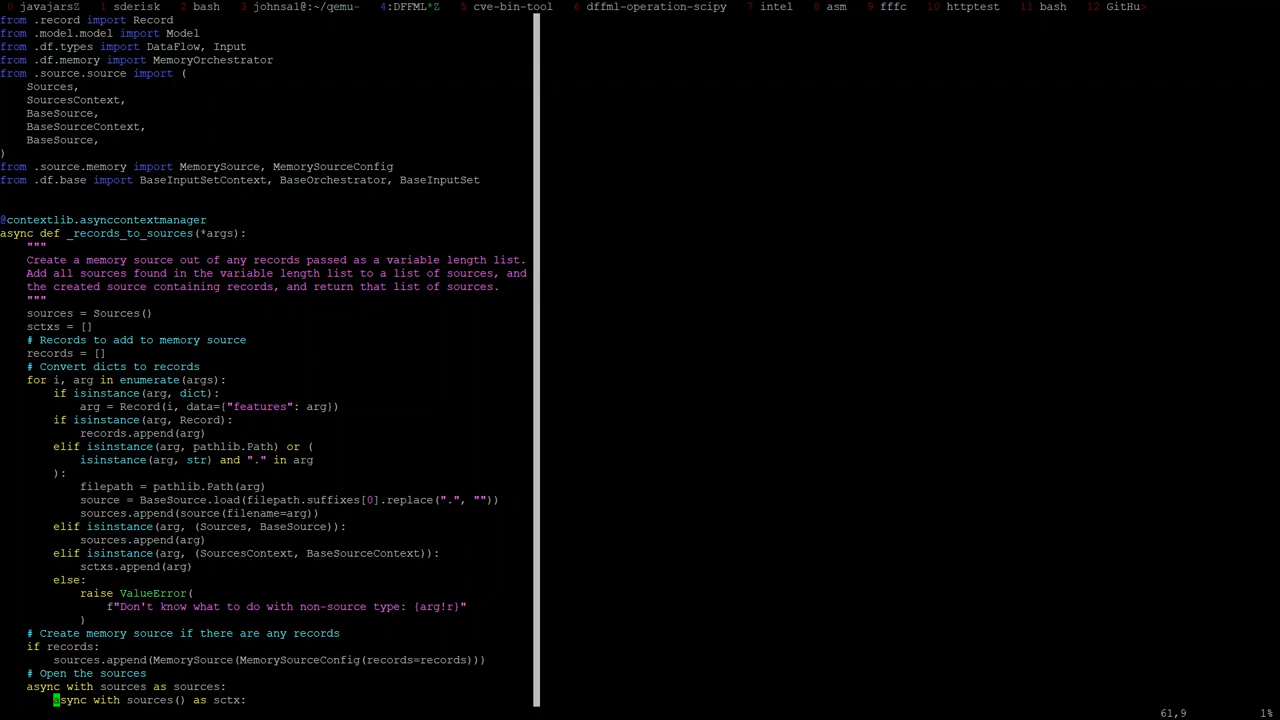 0 javajarsZ  1 sderisk  2 bash  3 johnsal@:~/qemu-  4:DFFML*Z  5 cve-bin-tool  6 dffml-operation-scipy  7 intel  8 asm  9 fffc  10 httptest  11 bash  12 GitHu>
from .record import Record
from .model.model import Model
from .df.types import DataFlow, Input
from .df.memory import MemoryOrchestrator
from .source.source import (
    Sources,
    SourcesContext,
    BaseSource,
    BaseSourceContext,
    BaseSource,
)
from .source.memory import MemorySource, MemorySourceConfig
from .df.base import BaseInputSetContext, BaseOrchestrator, BaseInputSet
@contextlib.asynccontextmanager
async def _records_to_sources(*args):
    """
    Create a memory source out of any records passed as a variable length list.
    Add all sources found in the variable length list to a list of sources, and
    the created source containing records, and return that list of sources.
    """
    sources = Sources()
    sctxs = []
    # Records to add to memory source
    records = []
    # Convert dicts to records
    for i, arg in enumerate(args):
        if isinstance(arg, dict):
            arg = Record(i, data={"features": arg})
        if isinstance(arg, Record):
            records.append(arg)
        elif isinstance(arg, pathlib.Path) or (
            isinstance(arg, str) and "." in arg
        ):
            filepath = pathlib.Path(arg)
            source = BaseSource.load(filepath.suffixes[0].replace(".", ""))
            sources.append(source(filename=arg))
        elif isinstance(arg, (Sources, BaseSource)):
            sources.append(arg)
        elif isinstance(arg, (SourcesContext, BaseSourceContext)):
            sctxs.append(arg)
        else:
            raise ValueError(
                f"Don't know what to do with non-source type: {arg!r}"
            )
    # Create memory source if there are any records
    if records:
        sources.append(MemorySource(MemorySourceConfig(records=records)))
    # Open the sources
    async with sources as sources:
        async with sources() as sctx:
61,9  1%